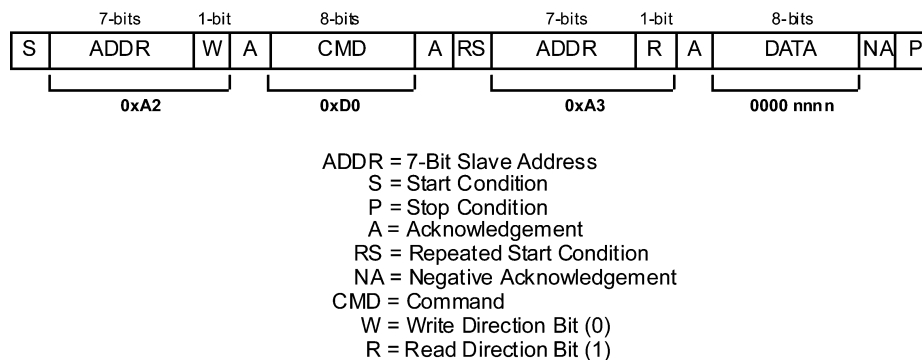 7-bits 1-bit 8-bits 7-bits 1-bit 8-bits
S ADDR W A CMD A RS ADDR R A DATA NA P
0xA2 0xD0 0xA3 0000 nnnn
ADDR = 7-Bit Slave Address
S = Start Condition
P = Stop Condition
A = Acknowledgement
RS = Repeated Start Condition
NA = Negative Acknowledgement
CMD = Command
W = Write Direction Bit (0)
R = Read Direction Bit (1)